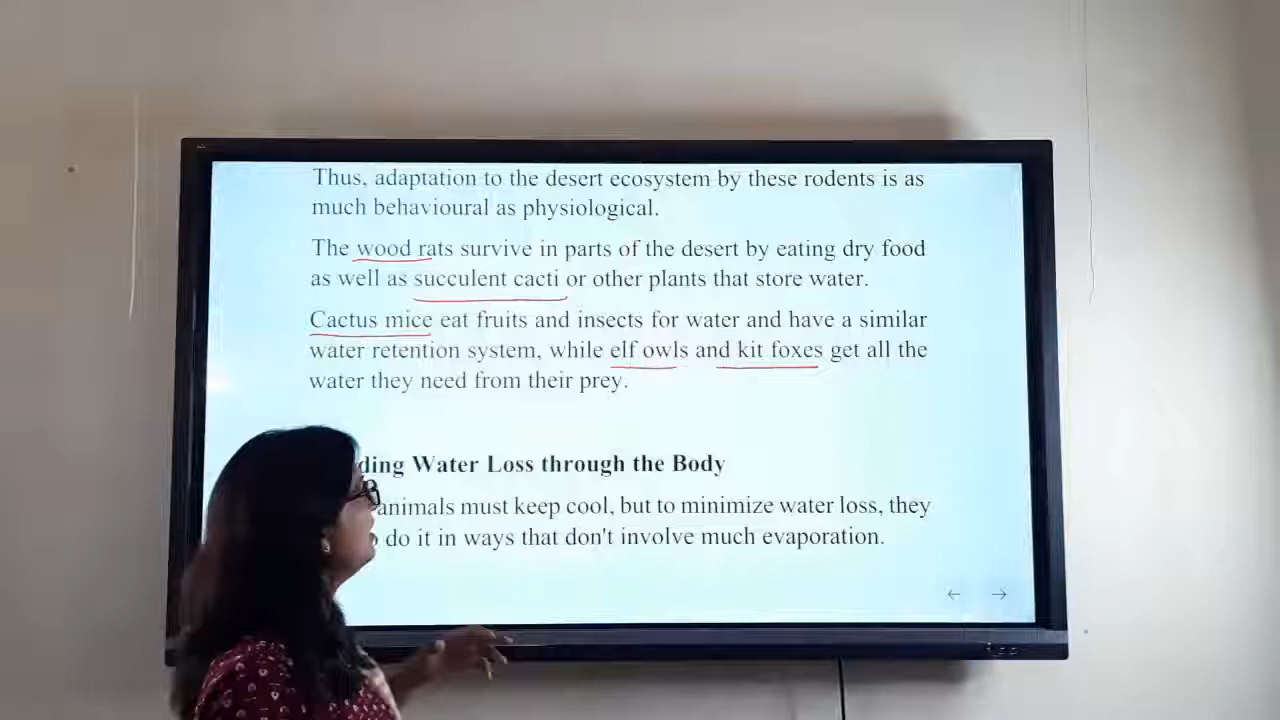 Thus, adaptation to the desert ecosystem by these rodents is as
much behavioural as physiological.
The wood rats survive in parts of the desert by eating dry food
as well as succulent cacti or other plants that store water.
Cactus mice eat fruits and insects for water and have a similar
water retention system, while elf owls and kit foxes get all the
water they need from their prey.
Water Loss through the Body
animals must keep cool, but to minimize water loss, they
do it in ways that don't involve much evaporation.